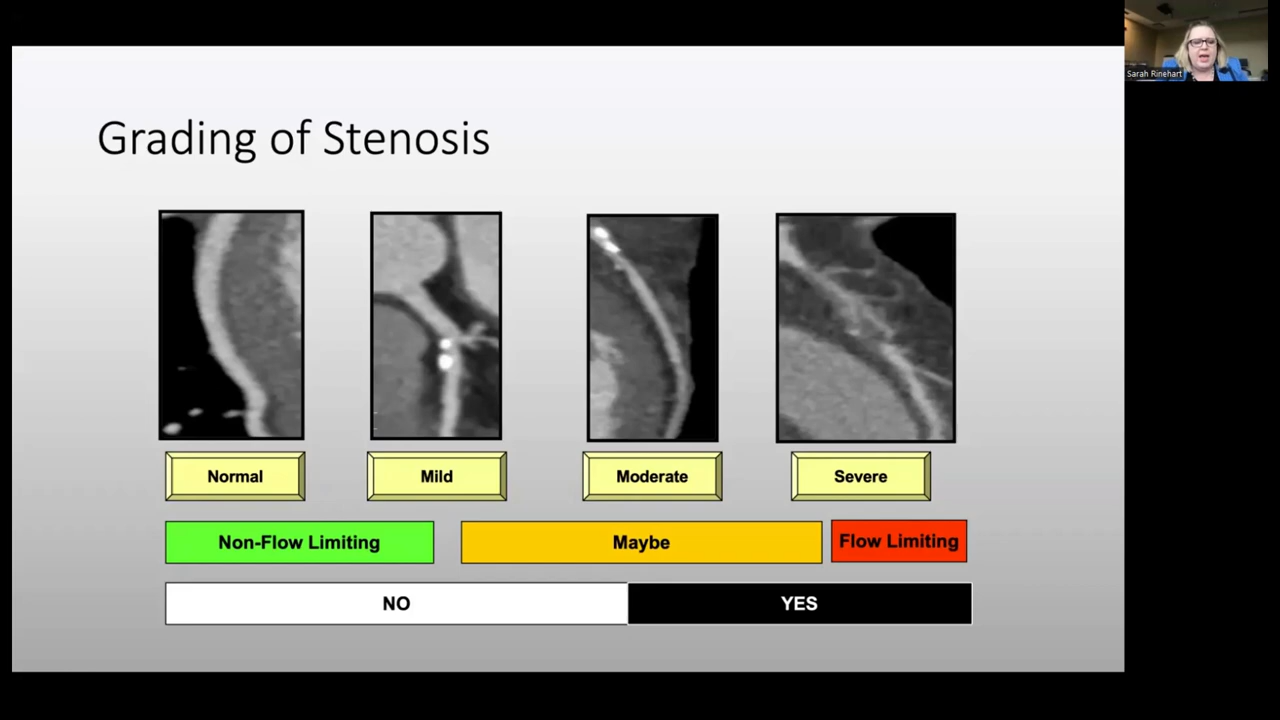 Sarah Rinehart
Grading of Stenosis
Normal
Mild
Moderate
Severe
Non-Flow Limiting
Maybe
Flow Limiting
NO
YES